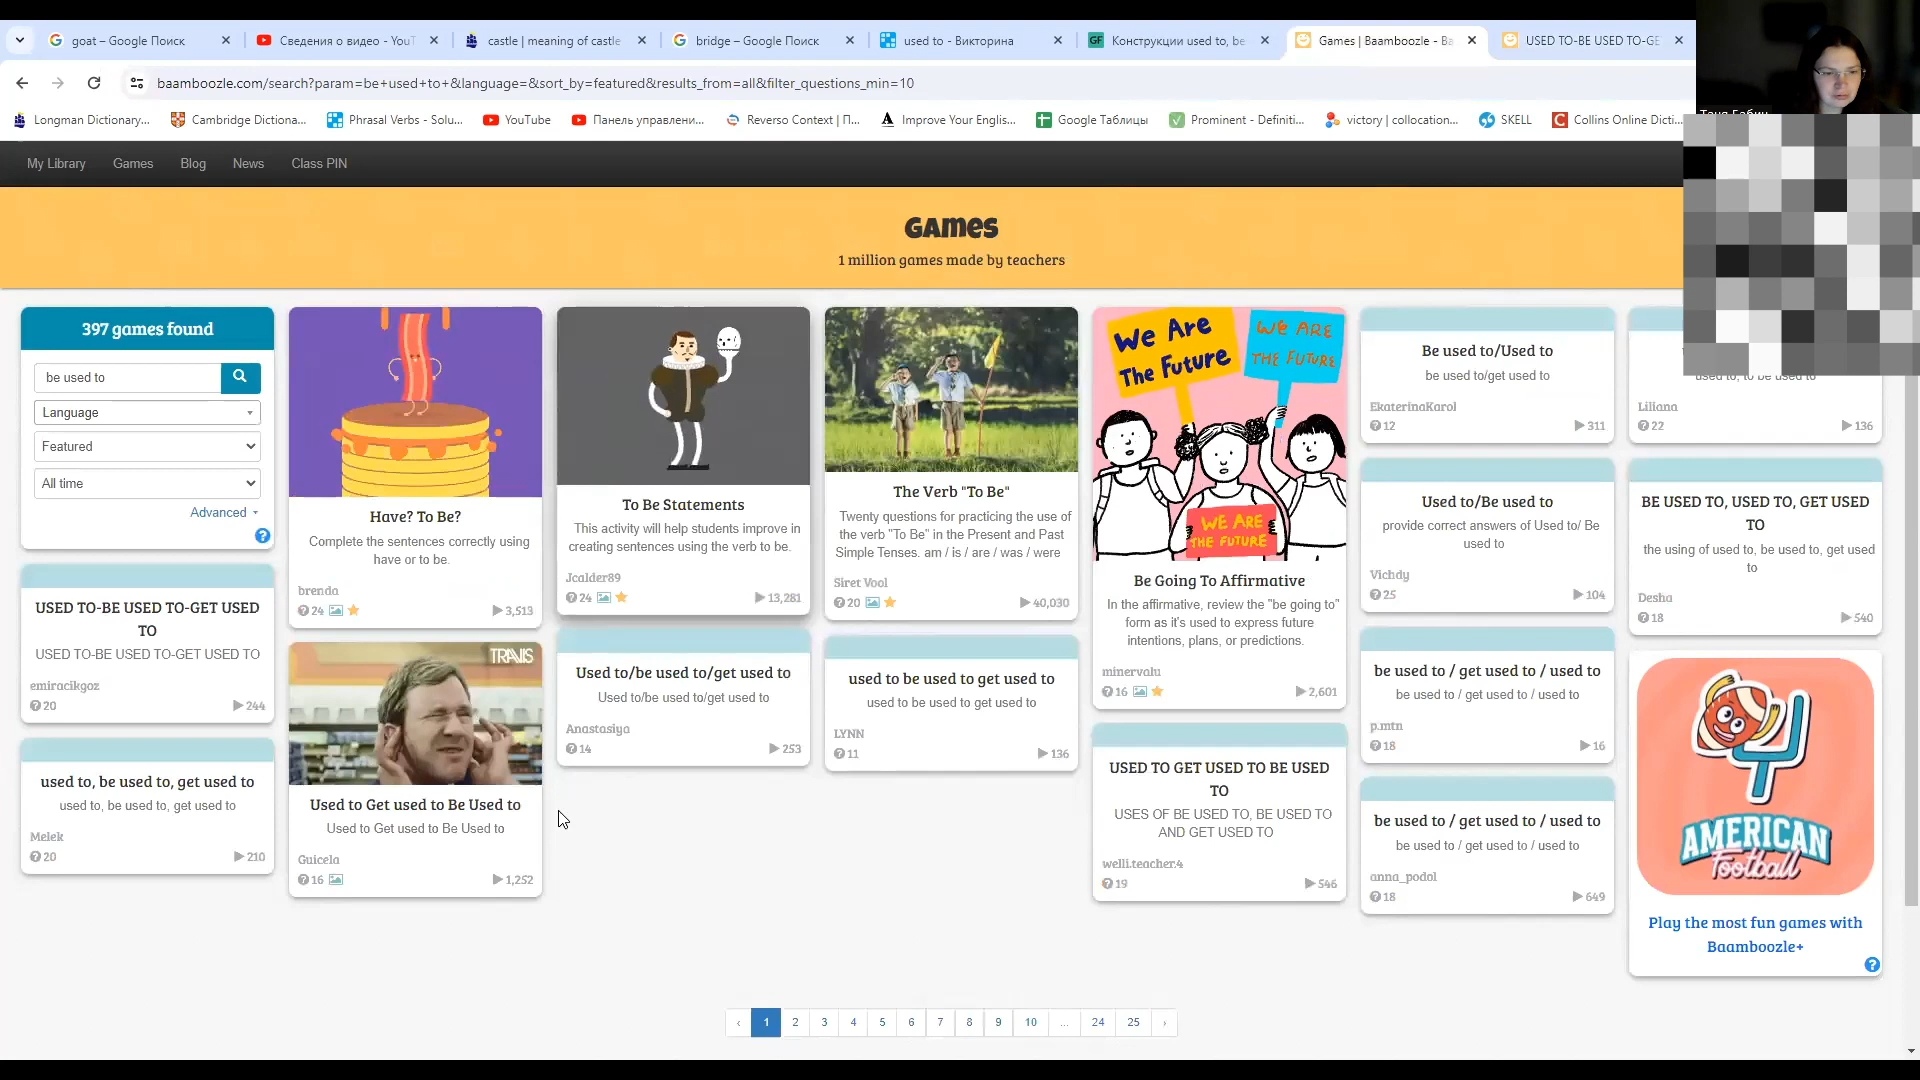 goat – Google Поиск
Сведения о видео - YouT
castle | meaning of castle
bridge – Google Поиск
used to - Викторина
Конструкции used to, be
Games | Baamboozle - Ba
USED TO-BE USED TO-GE
baamboozle.com/search?param=be+used+to+&language=&sort_by=featured&results_from=all&filter_questions_min=10
Longman Dictionary...
Cambridge Dictiona...
Phrasal Verbs - Solu...
YouTube
Панель управлени...
Reverso Context | П...
Improve Your Englis...
Google Таблицы
Prominent - Definiti...
victory | collocation...
SKELL
Collins Online Dicti...
My Library
Games
Blog
News
Class PIN
Games
1 million games made by teachers
397 games found
be used to
Language
Featured
All time
Advanced
USED TO-BE USED TO-GET USED
TO
USED TO-BE USED TO-GET USED TO
emiracikgoz
20
244
used to, be used to, get used to
used to, be used to, get used to
Melek
20
210
Have? To Be?
Complete the sentences correctly using
have or to be.
brenda
24
3,513
TRAVIS
Used to Get used to Be Used to
Used to Get used to Be Used to
Guicela
16
1,252
To Be Statements
This activity will help students improve in
creating sentences using the verb to be.
Jcalder89
24
13,281
Used to/be used to/get used to
Used to/be used to/get used to
Anastasiya
14
253
The Verb "To Be"
Twenty questions for practicing the use of
the verb "To Be" in the Present and Past
Simple Tenses. am / is / are / was / were
Siret Vool
20
40,030
used to be used to get used to
used to be used to get used to
LYNN
11
136
We Are
The Future
WE ARE
THE FUTURE
WE ARE
THE FUTURE
Be Going To Affirmative
In the affirmative, review the "be going to"
form as it's used to express future
intentions, plans, or predictions.
minervalu
16
2,601
USED TO GET USED TO BE USED
TO
USES OF BE USED TO, BE USED TO
AND GET USED TO
welli.teacher.4
19
546
Be used to/Used to
be used to/get used to
EkaterinaKarol
12
311
Used to/Be used to
provide correct answers of Used to/ Be
used to
Vichdy
25
104
be used to / get used to / used to
be used to / get used to / used to
p.mtn
18
16
be used to / get used to / used to
be used to / get used to / used to
anna_podol
18
649
used to, to be used to
Liliana
22
136
BE USED TO, USED TO, GET USED
TO
the using of used to, be used to, get used
to
Desha
18
540
AMERICAN
Football
Play the most fun games with
Baamboozle+
‹ 1 2 3 4 5 6 7 8 9 10 ... 24 25 ›